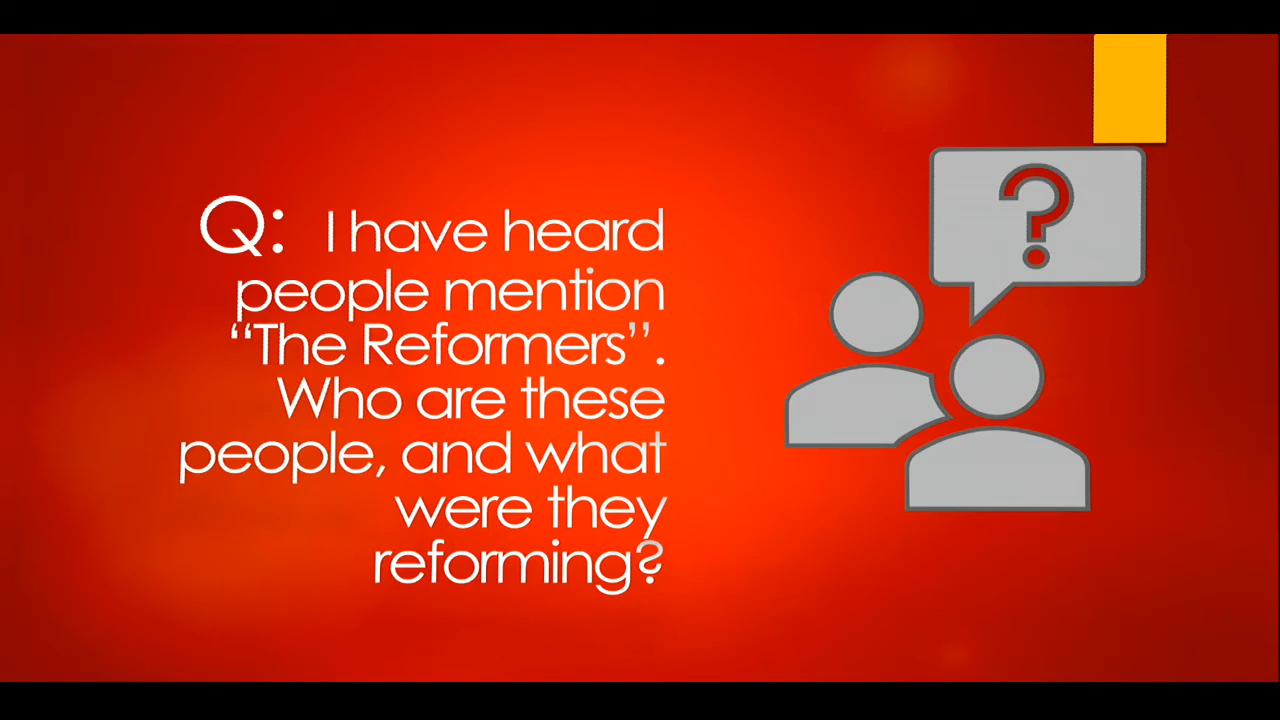 Q: I have heard
people mention
“The Reformers”.
Who are these
people, and what
were they
reforming?
?